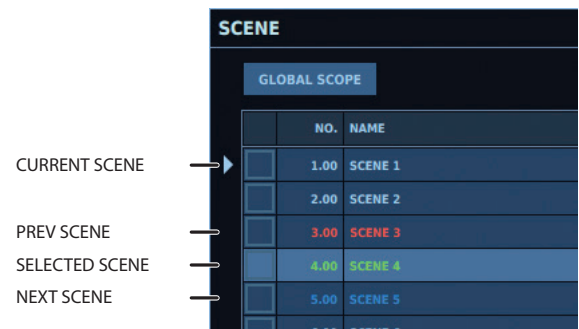 SCENE
GLOBAL SCOPE
NO. NAME
CURRENT SCENE 1.00 SCENE 1
2.00 SCENE 2
PREV SCENE 3.00 SCENE 3
SELECTED SCENE 4.00 SCENE 4
NEXT SCENE 5.00 SCENE 5